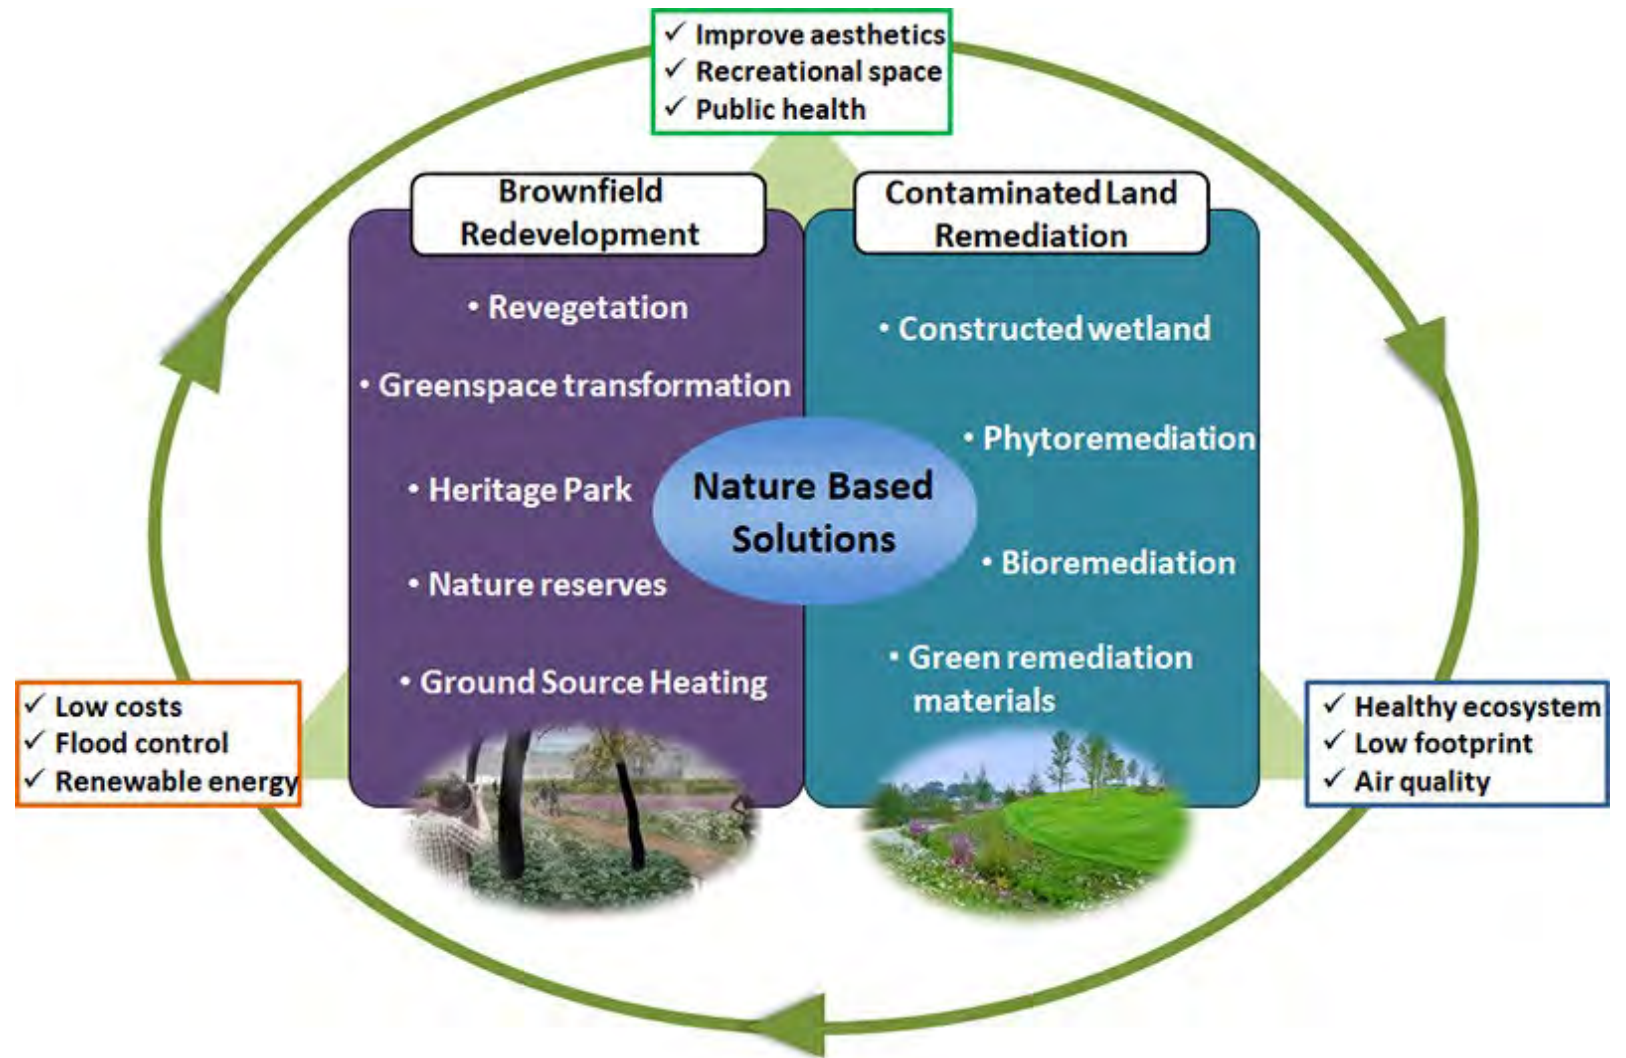 ✓ Improve aesthetics
✓ Recreational space
✓ Public health
Brownfield
Redevelopment
• Revegetation
• Greenspace transformation
• Heritage Park
• Nature reserves
• Ground Source Heating
Contaminated Land
Remediation
• Constructed wetland
• Phytoremediation
• Bioremediation
• Green remediation
materials
Nature Based
Solutions
✓ Low costs
✓ Flood control
✓ Renewable energy
✓ Healthy ecosystem
✓ Low footprint
✓ Air quality